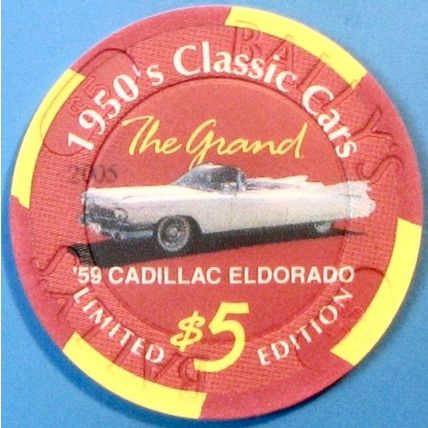 1950's Classic Cars
The Grand
2005
'59 CADILLAC ELDORADO
LIMITED EDITION
$5
BALLY'S
BALLY'S